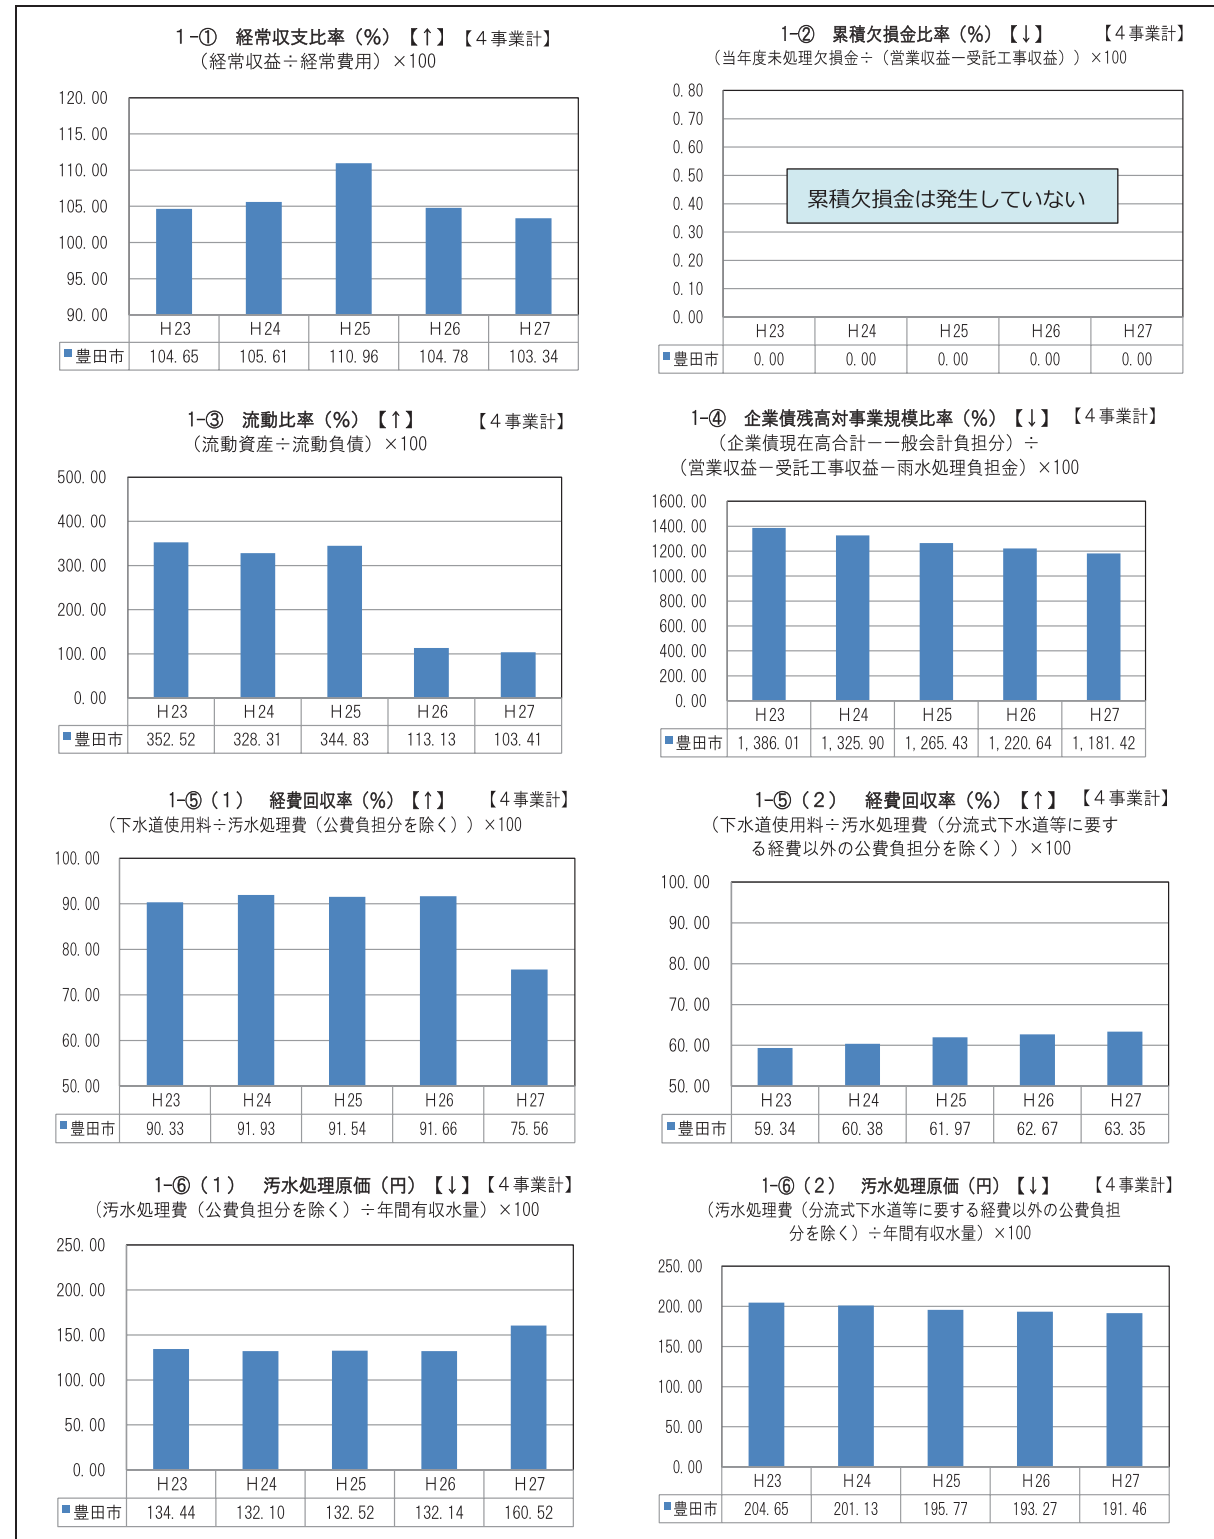 1-① 経常収支比率（%）【↑】【４事業計】
（経常収益÷経常費用）×100
120.00
115.00
110.00
105.00
100.00
95.00
90.00
H23 H24 H25 H26 H27
豊田市 104.65 105.61 110.96 104.78 103.34
1-② 累積欠損金比率（%）【↓】 【４事業計】
（当年度未処理欠損金÷（営業収益－受託工事収益））×100
0.80
0.70
0.60
0.50
0.40
0.30
0.20
0.10
0.00
累積欠損金は発生していない
H23 H24 H25 H26 H27
豊田市 0.00 0.00 0.00 0.00 0.00
1-③ 流動比率（%）【↑】 【４事業計】
（流動資産÷流動負債）×100
500.00
400.00
300.00
200.00
100.00
0.00
H23 H24 H25 H26 H27
豊田市 352.52 328.31 344.83 113.13 103.41
1-④ 企業債残高対事業規模比率（%）【↓】【４事業計】
（企業債現在高合計－一般会計負担分）÷
（営業収益－受託工事収益－雨水処理負担金）×100
1600.00
1400.00
1200.00
1000.00
800.00
600.00
400.00
200.00
0.00
H23 H24 H25 H26 H27
豊田市 1,386.01 1,325.90 1,265.43 1,220.64 1,181.42
1-⑤（１） 経費回収率（%）【↑】 【４事業計】
（下水道使用料÷汚水処理費（公費負担分を除く））×100
100.00
90.00
80.00
70.00
60.00
50.00
H23 H24 H25 H26 H27
豊田市 90.33 91.93 91.54 91.66 75.56
1-⑤（２） 経費回収率（%）【↑】【４事業計】
（下水道使用料÷汚水処理費（分流式下水道等に要す
る経費以外の公費負担分を除く））×100
100.00
90.00
80.00
70.00
60.00
50.00
H23 H24 H25 H26 H27
豊田市 59.34 60.38 61.97 62.67 63.35
1-⑥（１） 汚水処理原価（円）【↓】【４事業計】
（汚水処理費（公費負担分を除く）÷年間有収水量）×100
250.00
200.00
150.00
100.00
50.00
0.00
H23 H24 H25 H26 H27
豊田市 134.44 132.10 132.52 132.14 160.52
1-⑥（２） 汚水処理原価（円）【↓】 【４事業計】
（汚水処理費（分流式下水道等に要する経費以外の公費負担
分を除く）÷年間有収水量）×100
250.00
200.00
150.00
100.00
50.00
0.00
H23 H24 H25 H26 H27
豊田市 204.65 201.13 195.77 193.27 191.46